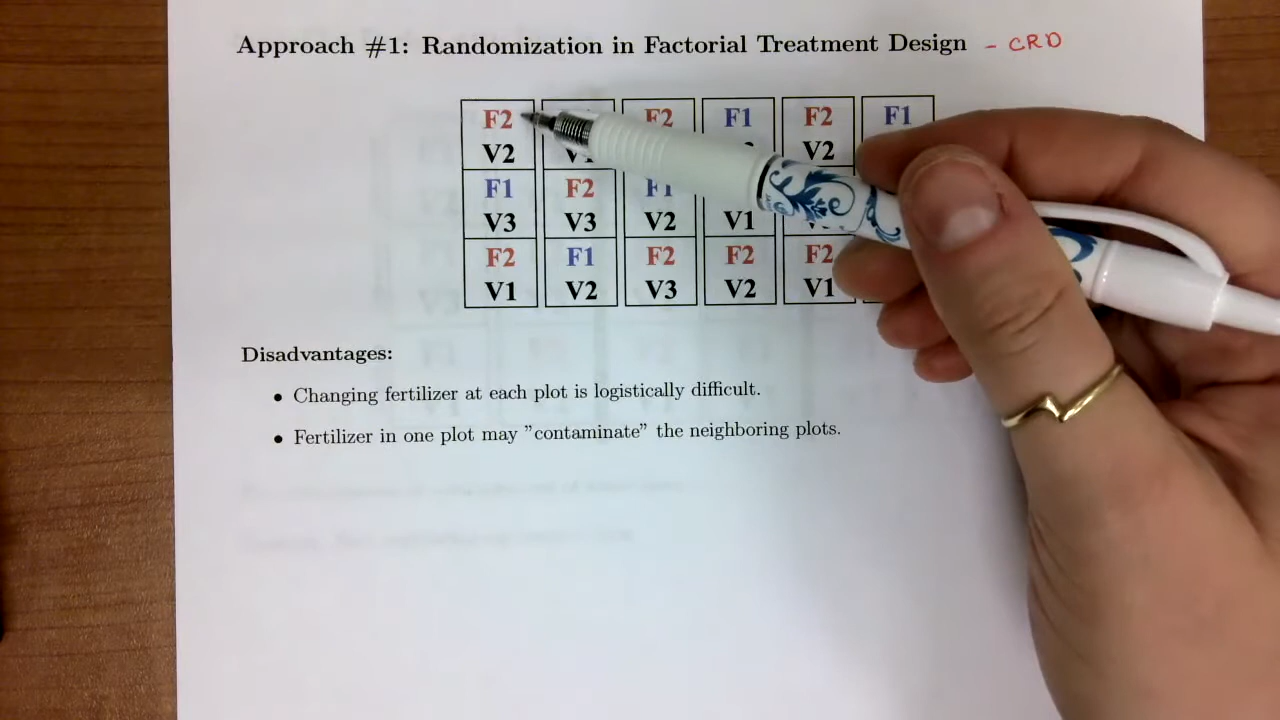 Approach #1: Randomization in Factorial Treatment Design - CRD
F2 F2 F1 F2 F1
V2 V2
F1 F2 F1
V3 V3 V2 V1
F2 F1 F2 F2 F2
V1 V2 V3 V2 V1
Disadvantages:
• Changing fertilizer at each plot is logistically difficult.
• Fertilizer in one plot may "contaminate" the neighboring plots.